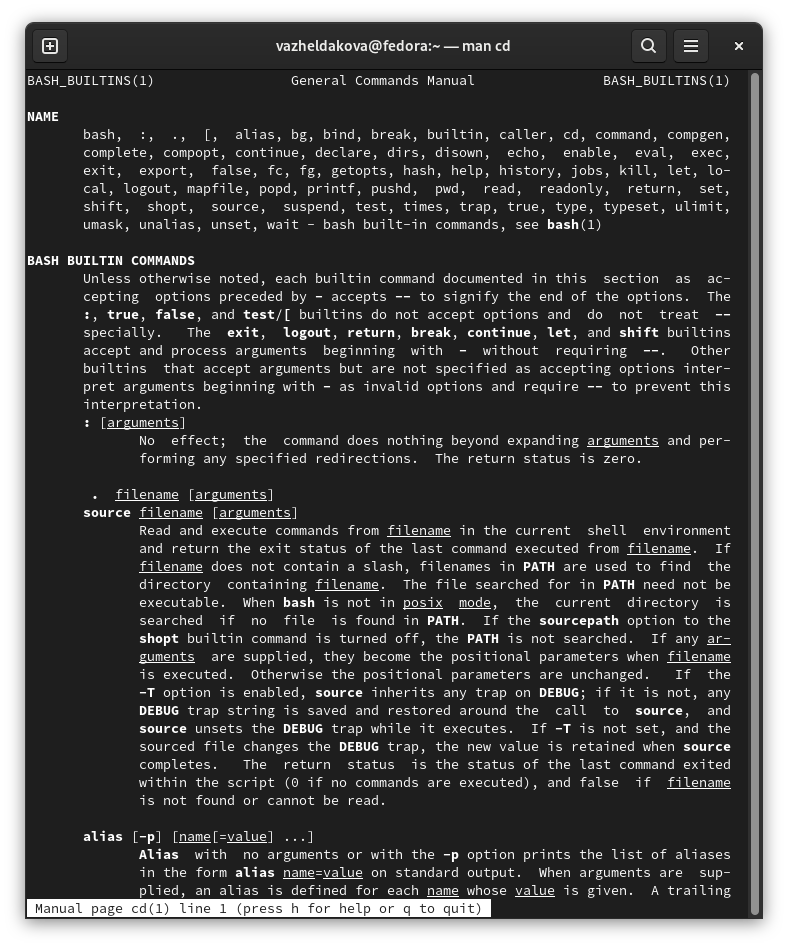 vazheldakova@fedora:~ — man cd
BASH_BUILTINS(1) General Commands Manual BASH_BUILTINS(1)
NAME
bash, :, ., [, alias, bg, bind, break, builtin, caller, cd, command, compgen,
complete, compopt, continue, declare, dirs, disown, echo, enable, eval, exec,
exit, export, false, fc, fg, getopts, hash, help, history, jobs, kill, let, lo-
cal, logout, mapfile, popd, printf, pushd, pwd, read, readonly, return, set,
shift, shopt, source, suspend, test, times, trap, true, type, typeset, ulimit,
umask, unalias, unset, wait - bash built-in commands, see bash(1)
BASH BUILTIN COMMANDS
Unless otherwise noted, each builtin command documented in this section as ac-
cepting options preceded by - accepts -- to signify the end of the options. The
:, true, false, and test/[ builtins do not accept options and do not treat --
specially. The exit, logout, return, break, continue, let, and shift builtins
accept and process arguments beginning with - without requiring --. Other
builtins that accept arguments but are not specified as accepting options inter-
pret arguments beginning with - as invalid options and require -- to prevent this
interpretation.
: [arguments]
No effect; the command does nothing beyond expanding arguments and per-
forming any specified redirections. The return status is zero.
. filename [arguments]
source filename [arguments]
Read and execute commands from filename in the current shell environment
and return the exit status of the last command executed from filename. If
filename does not contain a slash, filenames in PATH are used to find the
directory containing filename. The file searched for in PATH need not be
executable. When bash is not in posix mode, the current directory is
searched if no file is found in PATH. If the sourcepath option to the
shopt builtin command is turned off, the PATH is not searched. If any ar-
guments are supplied, they become the positional parameters when filename
is executed. Otherwise the positional parameters are unchanged. If the
-T option is enabled, source inherits any trap on DEBUG; if it is not, any
DEBUG trap string is saved and restored around the call to source, and
source unsets the DEBUG trap while it executes. If -T is not set, and the
sourced file changes the DEBUG trap, the new value is retained when source
completes. The return status is the status of the last command exited
within the script (0 if no commands are executed), and false if filename
is not found or cannot be read.
alias [-p] [name[=value] ...]
Alias with no arguments or with the -p option prints the list of aliases
in the form alias name=value on standard output. When arguments are sup-
plied, an alias is defined for each name whose value is given. A trailing
Manual page cd(1) line 1 (press h for help or q to quit)